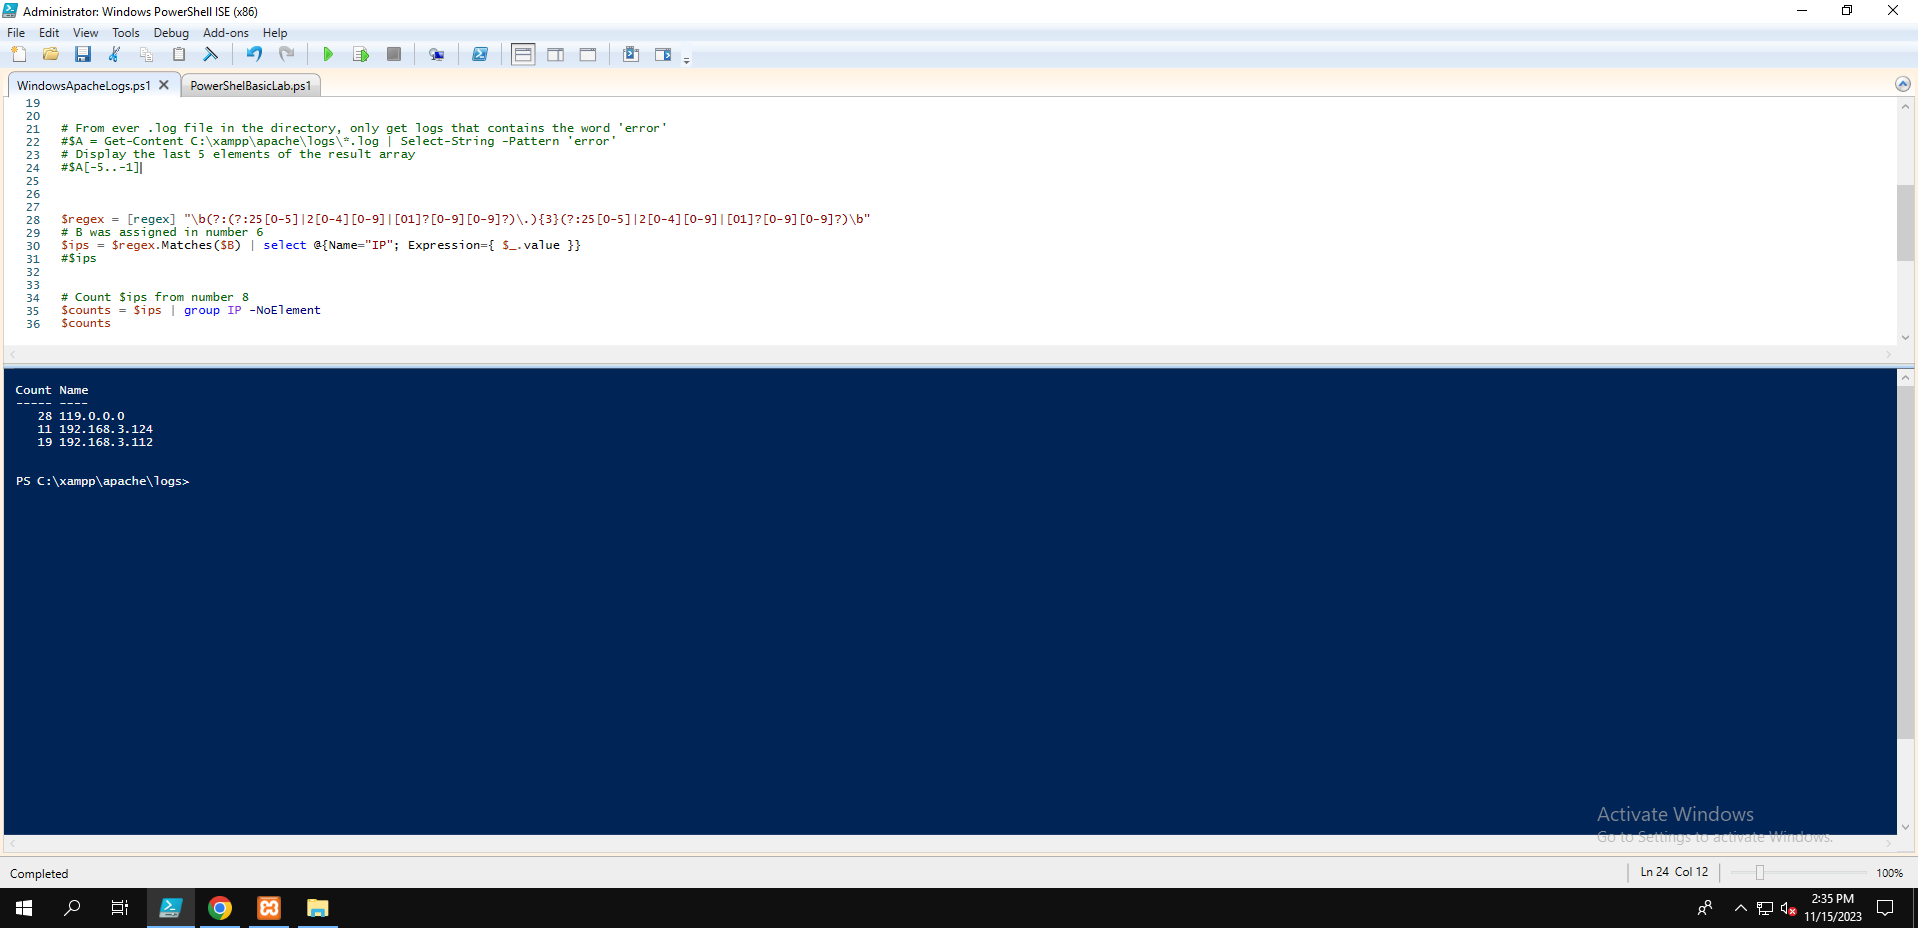 Administrator: Windows PowerShell ISE (x86)
File Edit View Tools Debug Add-ons Help
WindowsApacheLogs.ps1 PowerShelBasicLab.ps1
19
20
21 # From ever .log file in the directory, only get logs that contains the word 'error'
22 #$A = Get-Content C:\xampp\apache\logs\*.log | Select-String -Pattern 'error'
23 # Display the last 5 elements of the result array
24 #$A[-5..-1]
25
26
27
28 $regex = [regex] "\b(?:(?:25[0-5]|2[0-4][0-9]|[01]?[0-9][0-9]?)\.){3}(?:25[0-5]|2[0-4][0-9]|[01]?[0-9][0-9]?)\b"
29 # B was assigned in number 6
30 $ips = $regex.Matches($B) | select @{Name="IP"; Expression={ $_.value }}
31 #$ips
32
33
34 # Count $ips from number 8
35 $counts = $ips | group IP -NoElement
36 $counts
Count Name
----- ----
28 119.0.0.0
11 192.168.3.124
19 192.168.3.112
PS C:\xampp\apache\logs>
Activate Windows
Go to Settings to activate Windows.
Completed
Ln 24 Col 12
100%
2:35 PM
11/15/2023